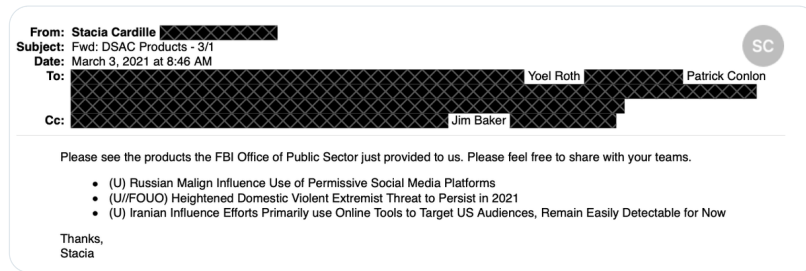 From: Stacia Cardille
SC
Subject: Fwd: DSAC Products - 3/1
Date: March 3, 2021 at 8:46 AM
To: Yoel Roth Patrick Conlon
Cc: Jim Baker
Please see the products the FBI Office of Public Sector just provided to us. Please feel free to share with your teams.
• (U) Russian Malign Influence Use of Permissive Social Media Platforms
• (U//FOUO) Heightened Domestic Violent Extremist Threat to Persist in 2021
• (U) Iranian Influence Efforts Primarily use Online Tools to Target US Audiences, Remain Easily Detectable for Now
Thanks,
Stacia